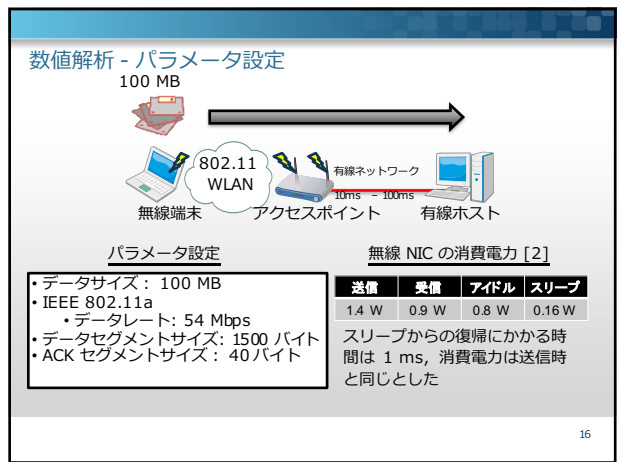 数値解析 - パラメータ設定
100 MB
802.11
WLAN
有線ネットワーク
10ms – 100ms
無線端末
アクセスポイント
有線ホスト
パラメータ設定
• データサイズ： 100 MB
• IEEE 802.11a
• データレート: 54 Mbps
• データセグメントサイズ: 1500 バイト
• ACK セグメントサイズ： 40 バイト
無線 NIC の消費電力 [2]
送信 受信 アイドル スリープ
1.4 W 0.9 W 0.8 W 0.16 W
スリープからの復帰にかかる時
間は 1 ms，消費電力は送信時
と同じとした
16